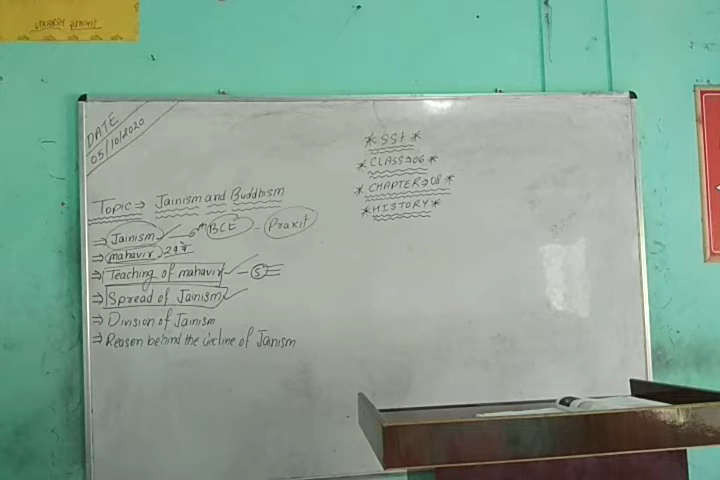 DATE
05/10/2020
* SSt *
* CLASS→06 *
* CHAPTER→08 *
* HISTORY *
TOPIC ⇒ Jainism and Buddhism
⇒ Jainism ✓ — 6th BCE - Prakit
⇒ mahavir, 24
⇒ Teaching of mahavir ✓ — 5
⇒ Spread of Jainism ✓
⇒ Division of Jainism
⇒ Reason behind the decline of Jainism